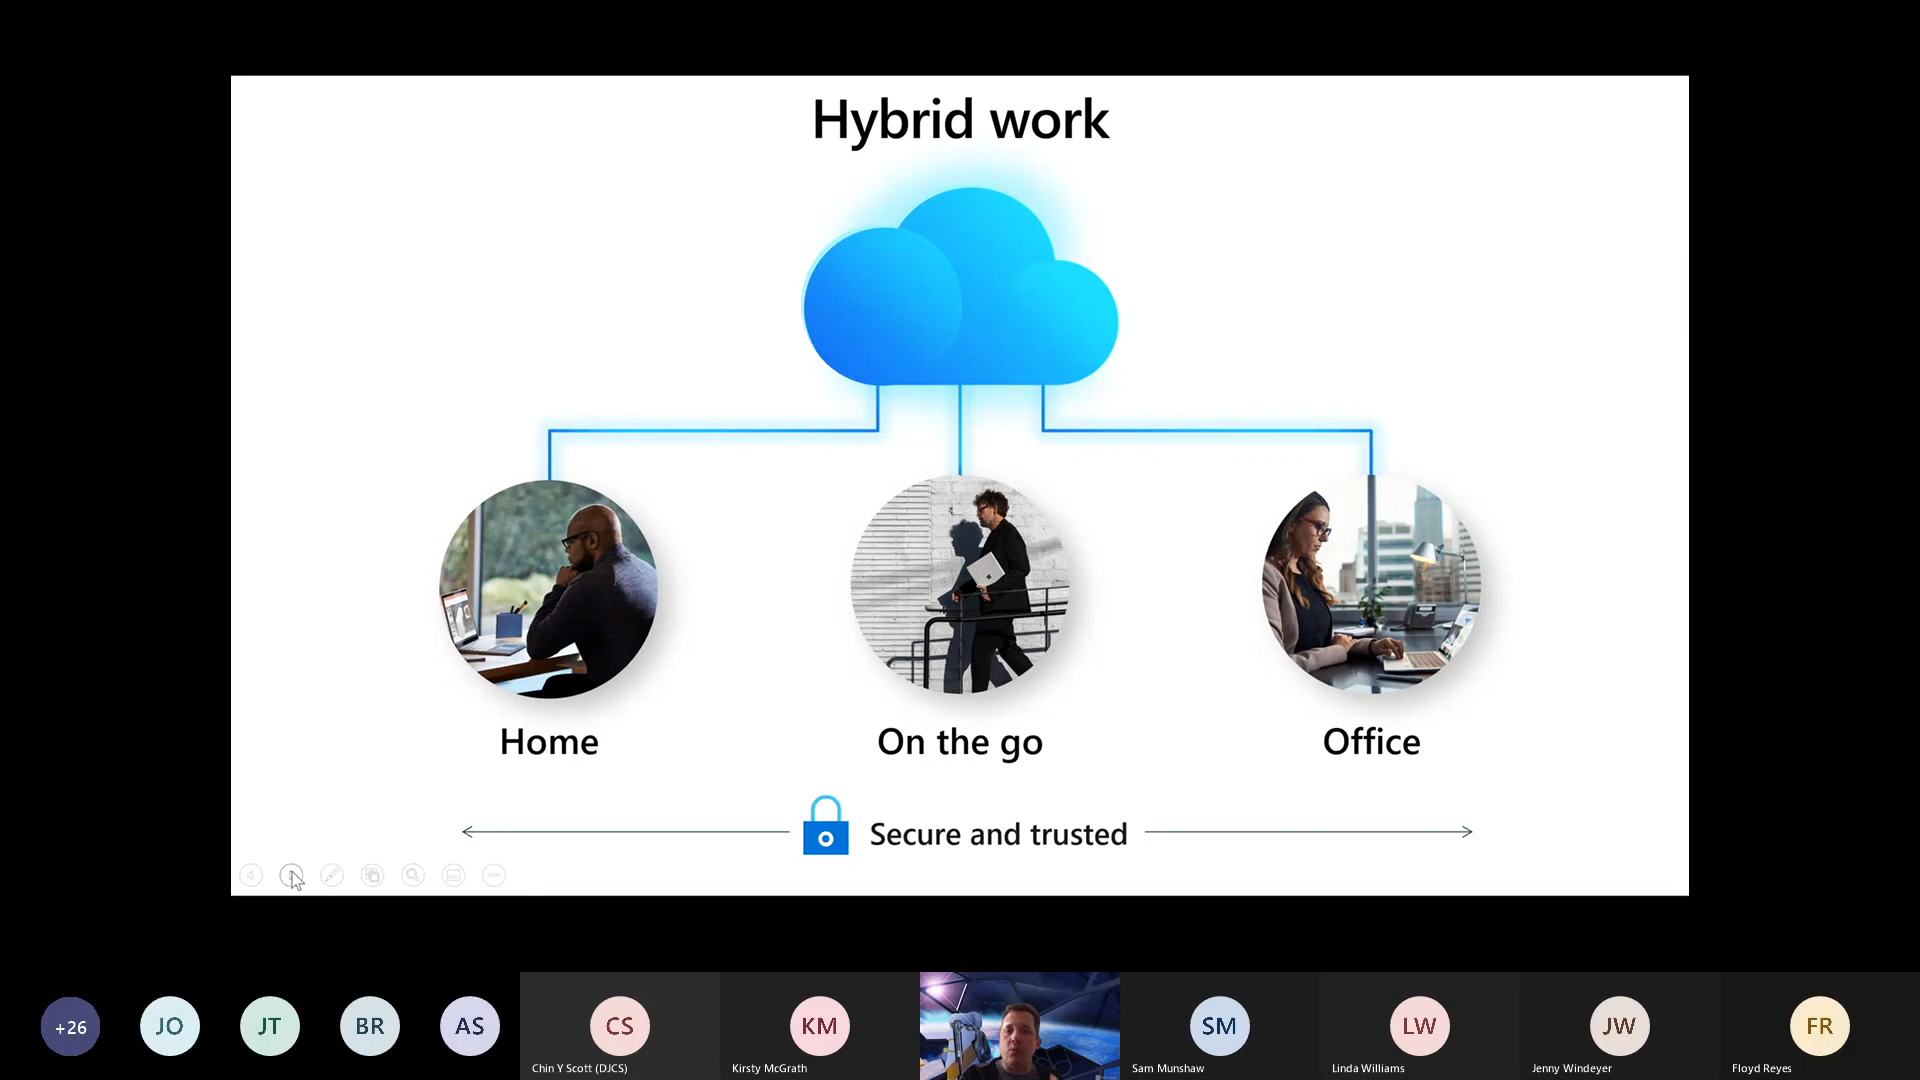 Hybrid work
Home
On the go
Office
Secure and trusted
+26
JO
JT
BR
AS
CS
KM
SM
LW
JW
FR
Chin Y Scott (DJCS)
Kirsty McGrath
Sam Munshaw
Linda Williams
Jenny Windeyer
Floyd Reyes